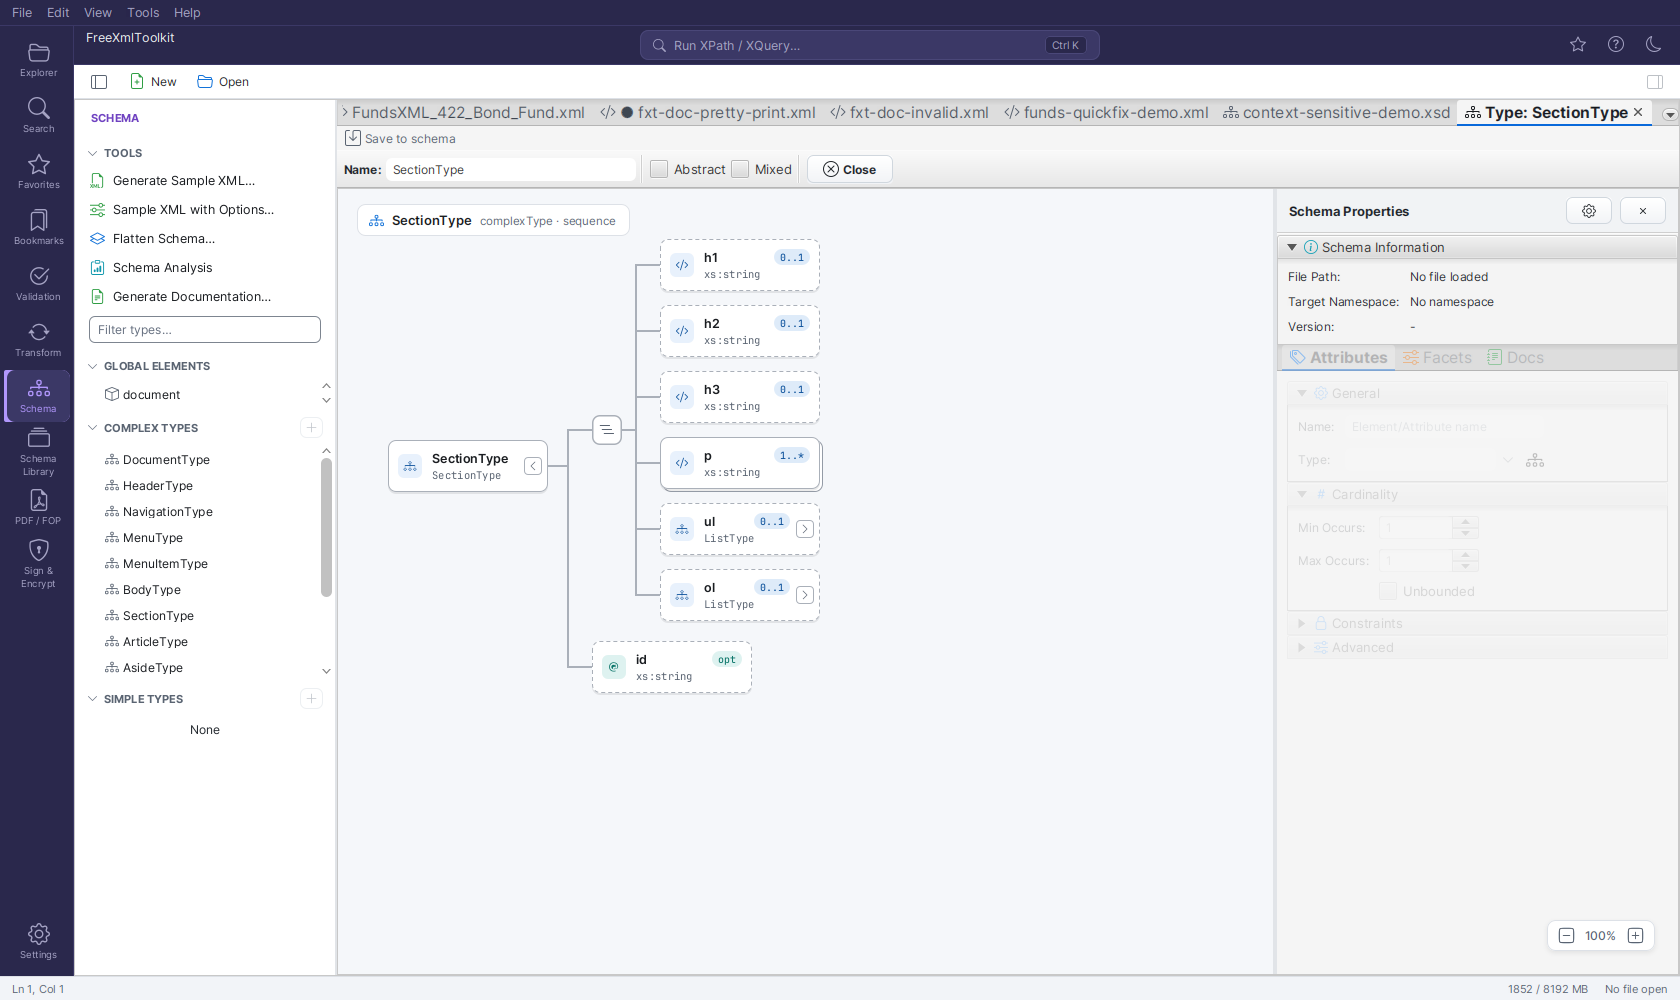 File Edit View Tools Help
FreeXmlToolkit
Run XPath / XQuery... Ctrl K
Explorer
Search
Favorites
Bookmarks
Validation
Transform
Schema
Schema
Library
PDF / FOP
Sign &
Encrypt
Settings
New Open
SCHEMA
TOOLS
Generate Sample XML...
Sample XML with Options...
Flatten Schema...
Schema Analysis
Generate Documentation...
Filter types...
GLOBAL ELEMENTS
document
COMPLEX TYPES
DocumentType
HeaderType
NavigationType
MenuType
MenuItemType
BodyType
SectionType
ArticleType
AsideType
SIMPLE TYPES
None
FundsXML_422_Bond_Fund.xml fxt-doc-pretty-print.xml fxt-doc-invalid.xml funds-quickfix-demo.xml context-sensitive-demo.xsd Type: SectionType
Save to schema
Name: SectionType Abstract Mixed Close
SectionType complexType · sequence
SectionType
SectionType
h1 0..1
xs:string
h2 0..1
xs:string
h3 0..1
xs:string
p 1..*
xs:string
ul 0..1
ListType
ol 0..1
ListType
id opt
xs:string
Schema Properties
Schema Information
File Path: No file loaded
Target Namespace: No namespace
Version: -
Attributes Facets Docs
General
Name: Element/Attribute name
Type:
# Cardinality
Min Occurs: 1
Max Occurs: 1
Unbounded
Constraints
Advanced
100%
Ln 1, Col 1
1852 / 8192 MB No file open